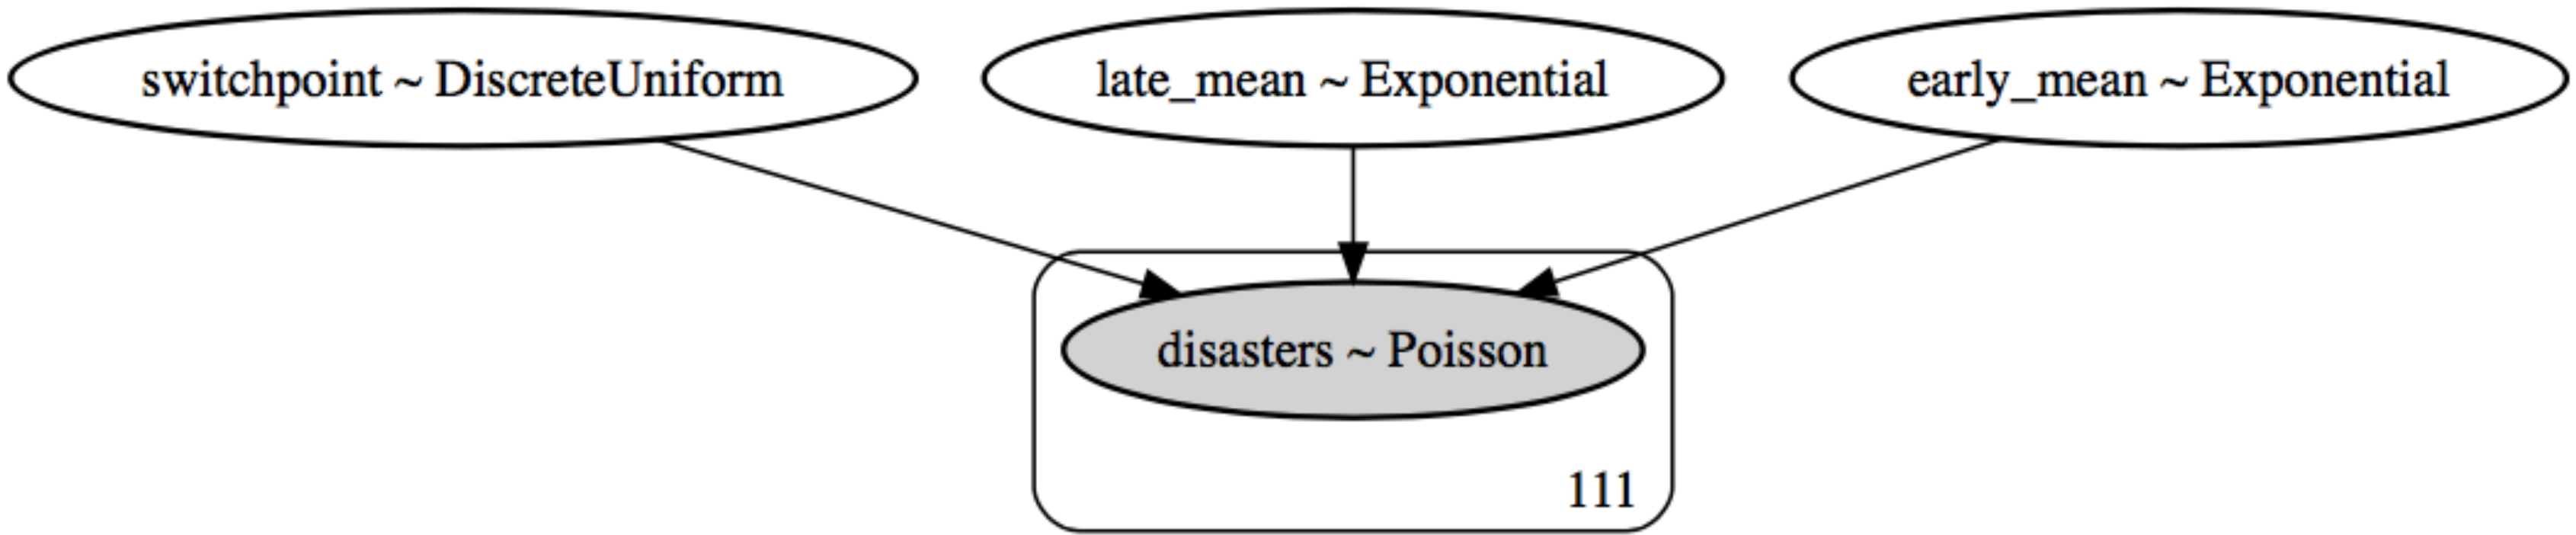 switchpoint ~ DiscreteUniform
late_mean ~ Exponential
early_mean ~ Exponential
disasters ~ Poisson
111